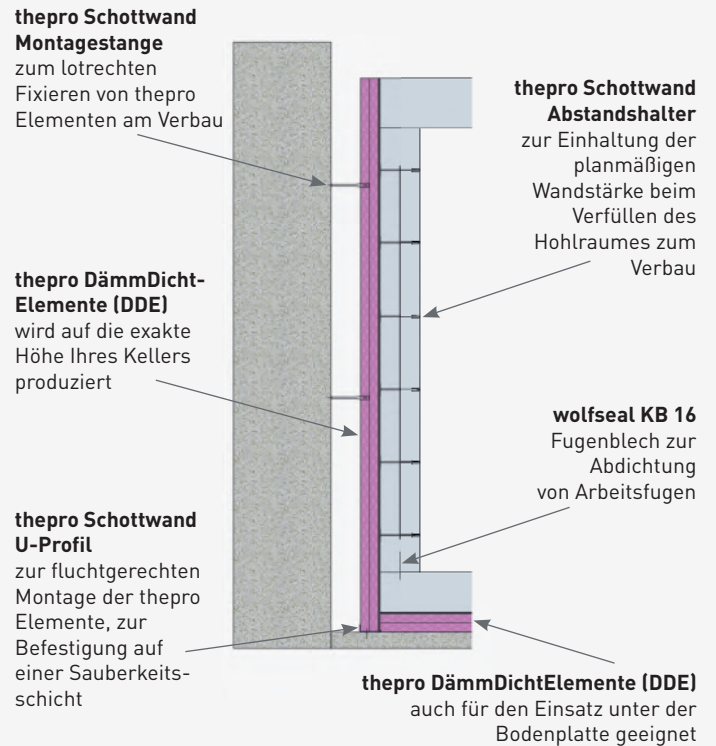 thepro Schottwand
Montagestange
zum lotrechten
Fixieren von thepro
Elementen am Verbau
thepro DämmDicht-
Elemente (DDE)
wird auf die exakte
Höhe Ihres Kellers
produziert
thepro Schottwand
U-Profil
zur fluchtgerechten
Montage der thepro
Elemente, zur
Befestigung auf
einer Sauberkeits-
schicht
thepro Schottwand
Abstandshalter
zur Einhaltung der
planmäßigen
Wandstärke beim
Verfüllen des
Hohlraumes zum
Verbau
wolfseal KB 16
Fugenblech zur
Abdichtung
von Arbeitsfugen
thepro DämmDichtElemente (DDE)
auch für den Einsatz unter der
Bodenplatte geeignet